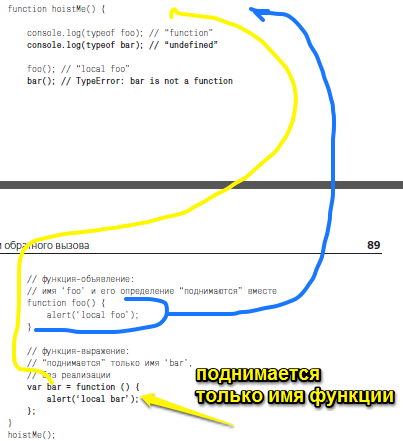 function hoistMe() {
console.log(typeof foo); // "function"
console.log(typeof bar); // "undefined"
foo(); // "local foo"
bar(); // TypeError: bar is not a function
и обратного вызова 89
// функция-объявление:
// имя 'foo' и его определение "поднимаются" вместе
function foo() {
alert('local foo');
}
// функция-выражение:
// "поднимается" только имя 'bar',
// без реализации
var bar = function () {
alert('local bar');
};
}
hoistMe();
поднимается
только имя функции